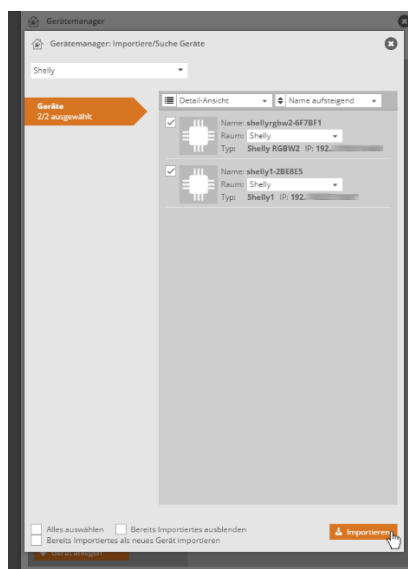 Gerätemanager
Gerätemanager: Importiere/Suche Geräte
Shelly
Geräte
2/2 ausgewählt
Detail-Ansicht Name aufsteigend
Name: shellyrgbw2-6F7BF1
Raum: Shelly
Typ: Shelly RGBW2 IP: 192.
Name: shelly1-2BE8E5
Raum: Shelly
Typ: Shelly1 IP: 192.
Alles auswählen Bereits Importiertes ausblenden
Bereits Importiertes als neues Gerät importieren
Importieren
Gerät anlegen